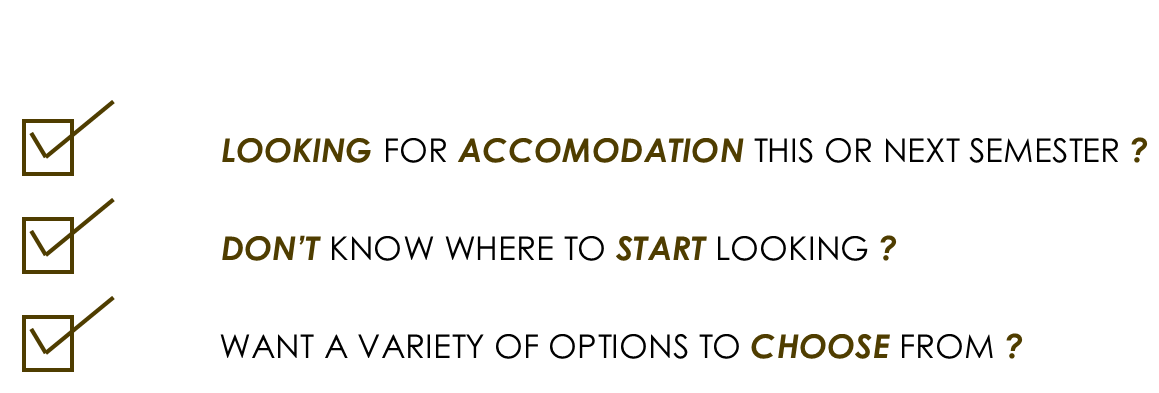 LOOKING FOR ACCOMODATION THIS OR NEXT SEMESTER ?
DON’T KNOW WHERE TO START LOOKING ?
WANT A VARIETY OF OPTIONS TO CHOOSE FROM ?